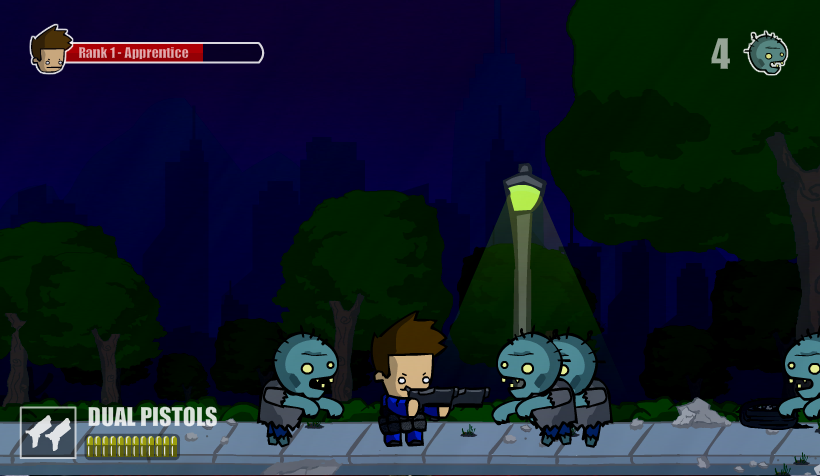 Rank 1 - Apprentice
4
DUAL PISTOLS